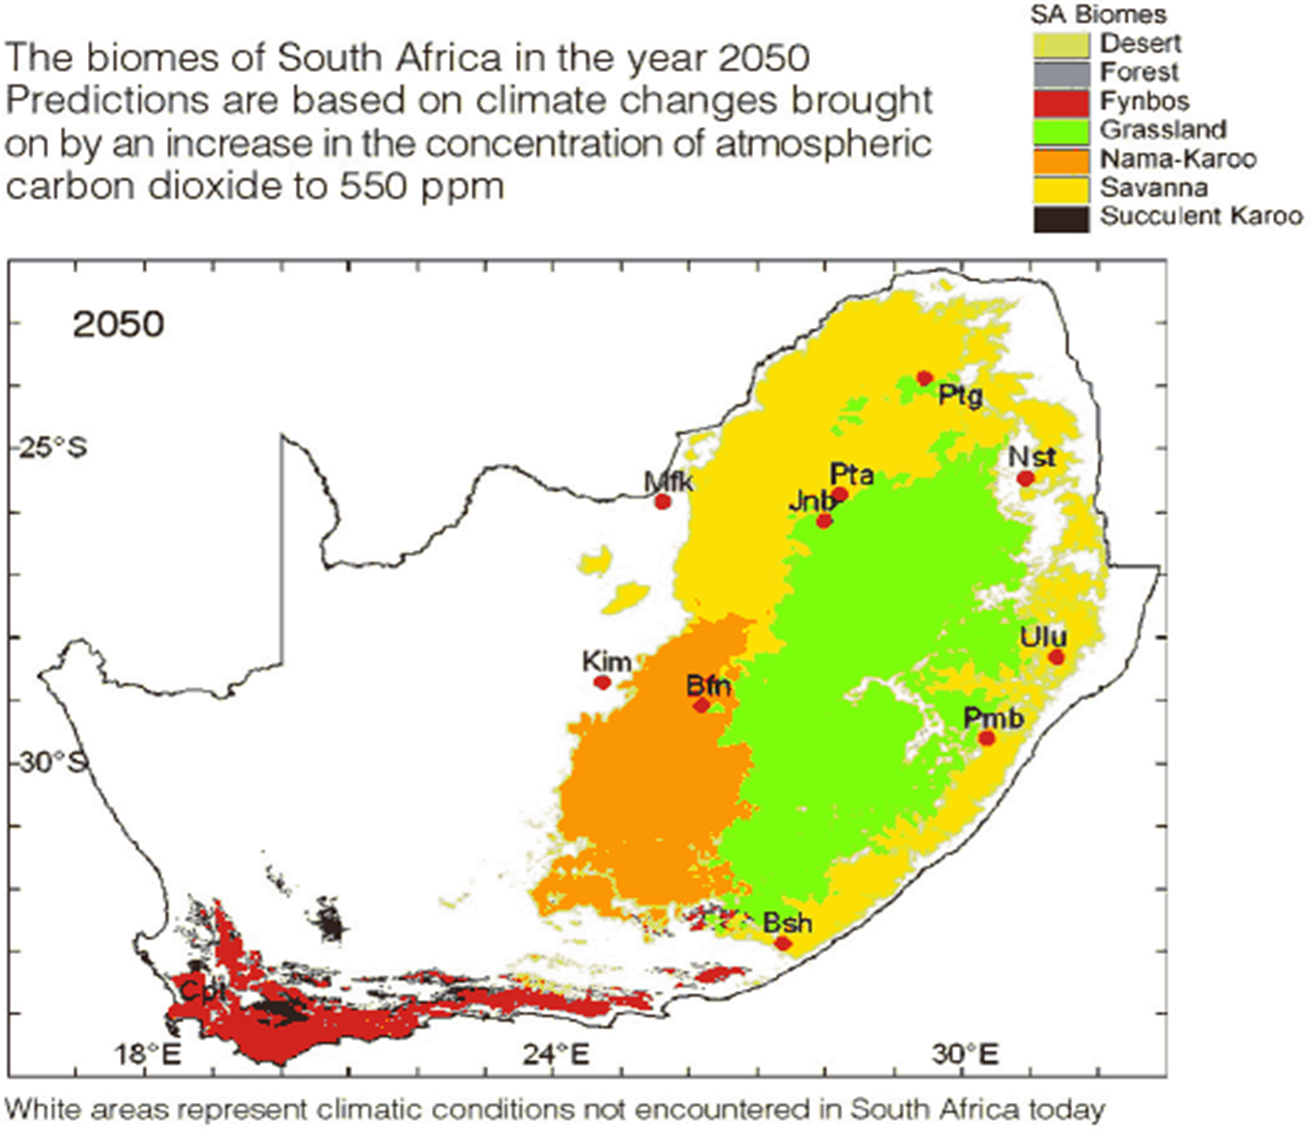 The biomes of South Africa in the year 2050
Predictions are based on climate changes brought
on by an increase in the concentration of atmospheric
carbon dioxide to 550 ppm
SA Biomes
Desert
Forest
Fynbos
Grassland
Nama-Karoo
Savanna
Succulent Karoo
2050
Ptg
25°S
Nst
Mfk
Pta
Jnb
Ulu
Kim
Bfn
Pmb
30°S
Bsh
Cpt
18°E
24°E
30°E
White areas represent climatic conditions not encountered in South Africa today